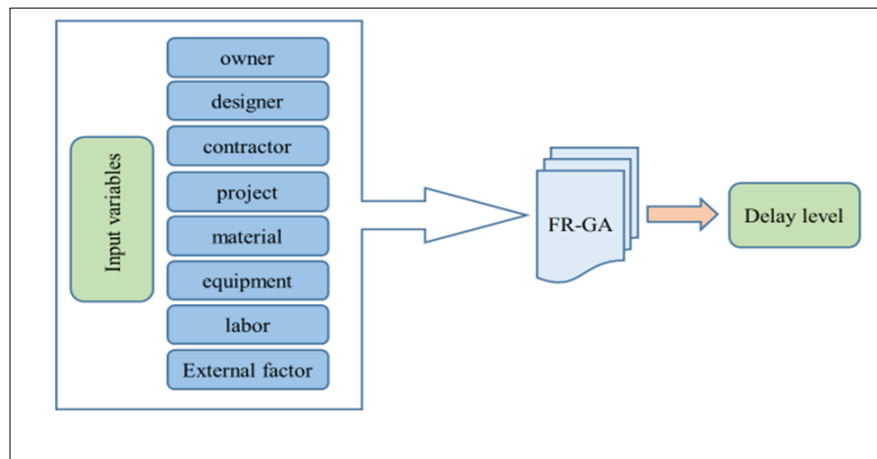 Input variables
owner
designer
contractor
project
material
equipment
labor
External factor
FR-GA
Delay level